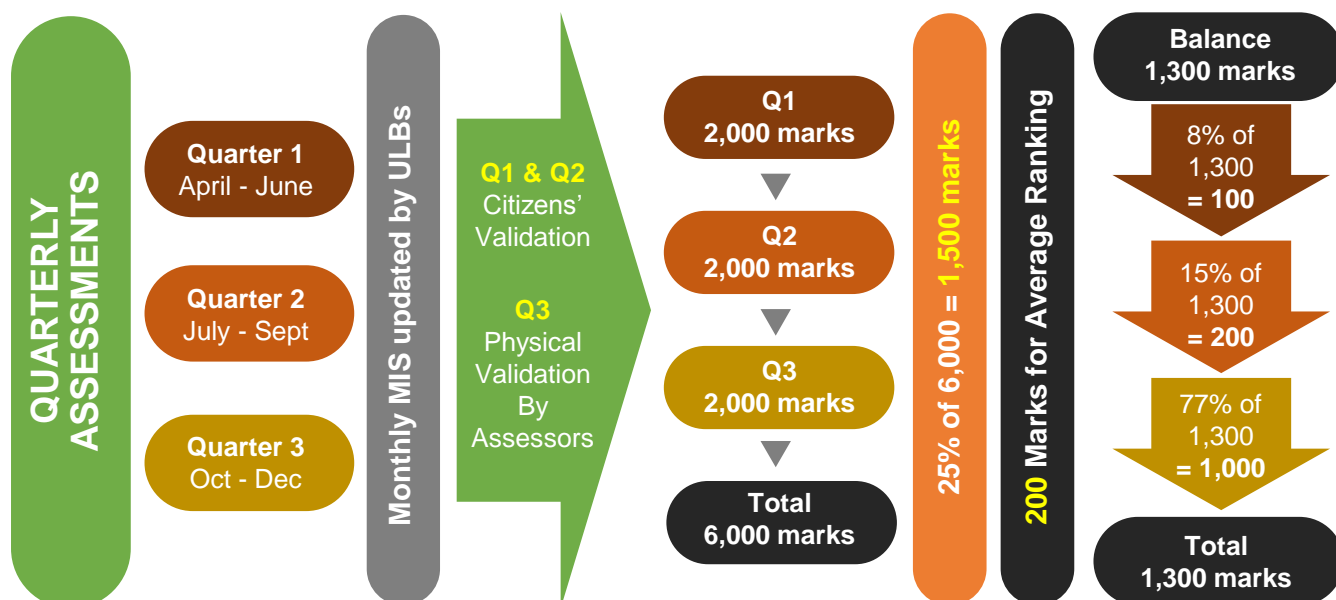 QUARTERLY
ASSESSMENTS
Quarter 1
April - June
Quarter 2
July - Sept
Quarter 3
Oct - Dec
Monthly MIS updated by ULBs
Q1 & Q2
Citizens’
Validation
Q3
Physical
Validation
By
Assessors
Q1
2,000 marks
Q2
2,000 marks
Q3
2,000 marks
Total
6,000 marks
25% of 6,000 = 1,500 marks
200 Marks for Average Ranking
Balance
1,300 marks
8% of
1,300
= 100
15% of
1,300
= 200
77% of
1,300
= 1,000
Total
1,300 marks